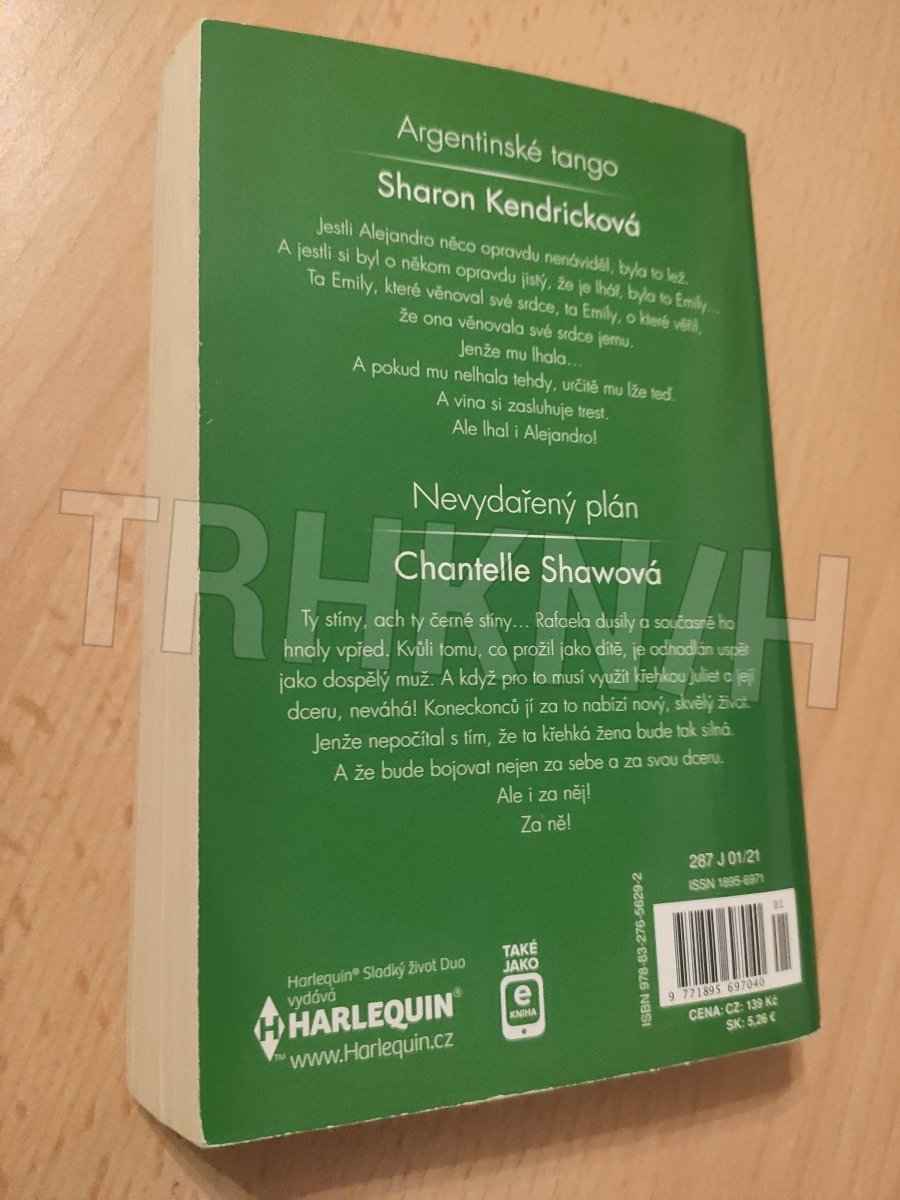 Argentinské tango
Sharon Kendricková
Jestli Alejandro něco opravdu nenáviděl, byla to lež.
A jestli si byl o někom opravdu jistý, že je lhář, byla to Emily...
Ta Emily, které věnoval své srdce, ta Emily, o které věřil,
že ona věnovala své srdce jemu.
Jenže mu lhala...
A pokud mu nelhala tehdy, určitě mu lže teď.
A vina si zasluhuje trest.
Ale lhal i Alejandro!
Nevydařený plán
Chantelle Shawová
Ty stíny, ach ty černé stíny... Rafaela dusily a současně ho
hnaly vpřed. Kvůli tomu, co prožil jako dítě, je odhodlán uspět
jako dospělý muž. A když pro to musí využít křehkou Juliet a její
dceru, neváhá! Koneckonců jí za to nabízí nový, skvělý život.
Jenže nepočítal s tím, že ta křehká žena bude tak silná.
A že bude bojovat nejen za sebe a za svou dceru.
Ale i za něj!
Za ně!
287 J 01/21
ISSN 1895-6971
ISBN 978-83-276-5629-2
01
9 771895 697040
CENA: CZ: 139 Kč
SK: 5,26 €
TAKÉ
JAKO
e
KNIHA
Harlequin® Sladký život Duo
vydává
H HARLEQUIN®
™ www.Harlequin.cz
TRHKNIH